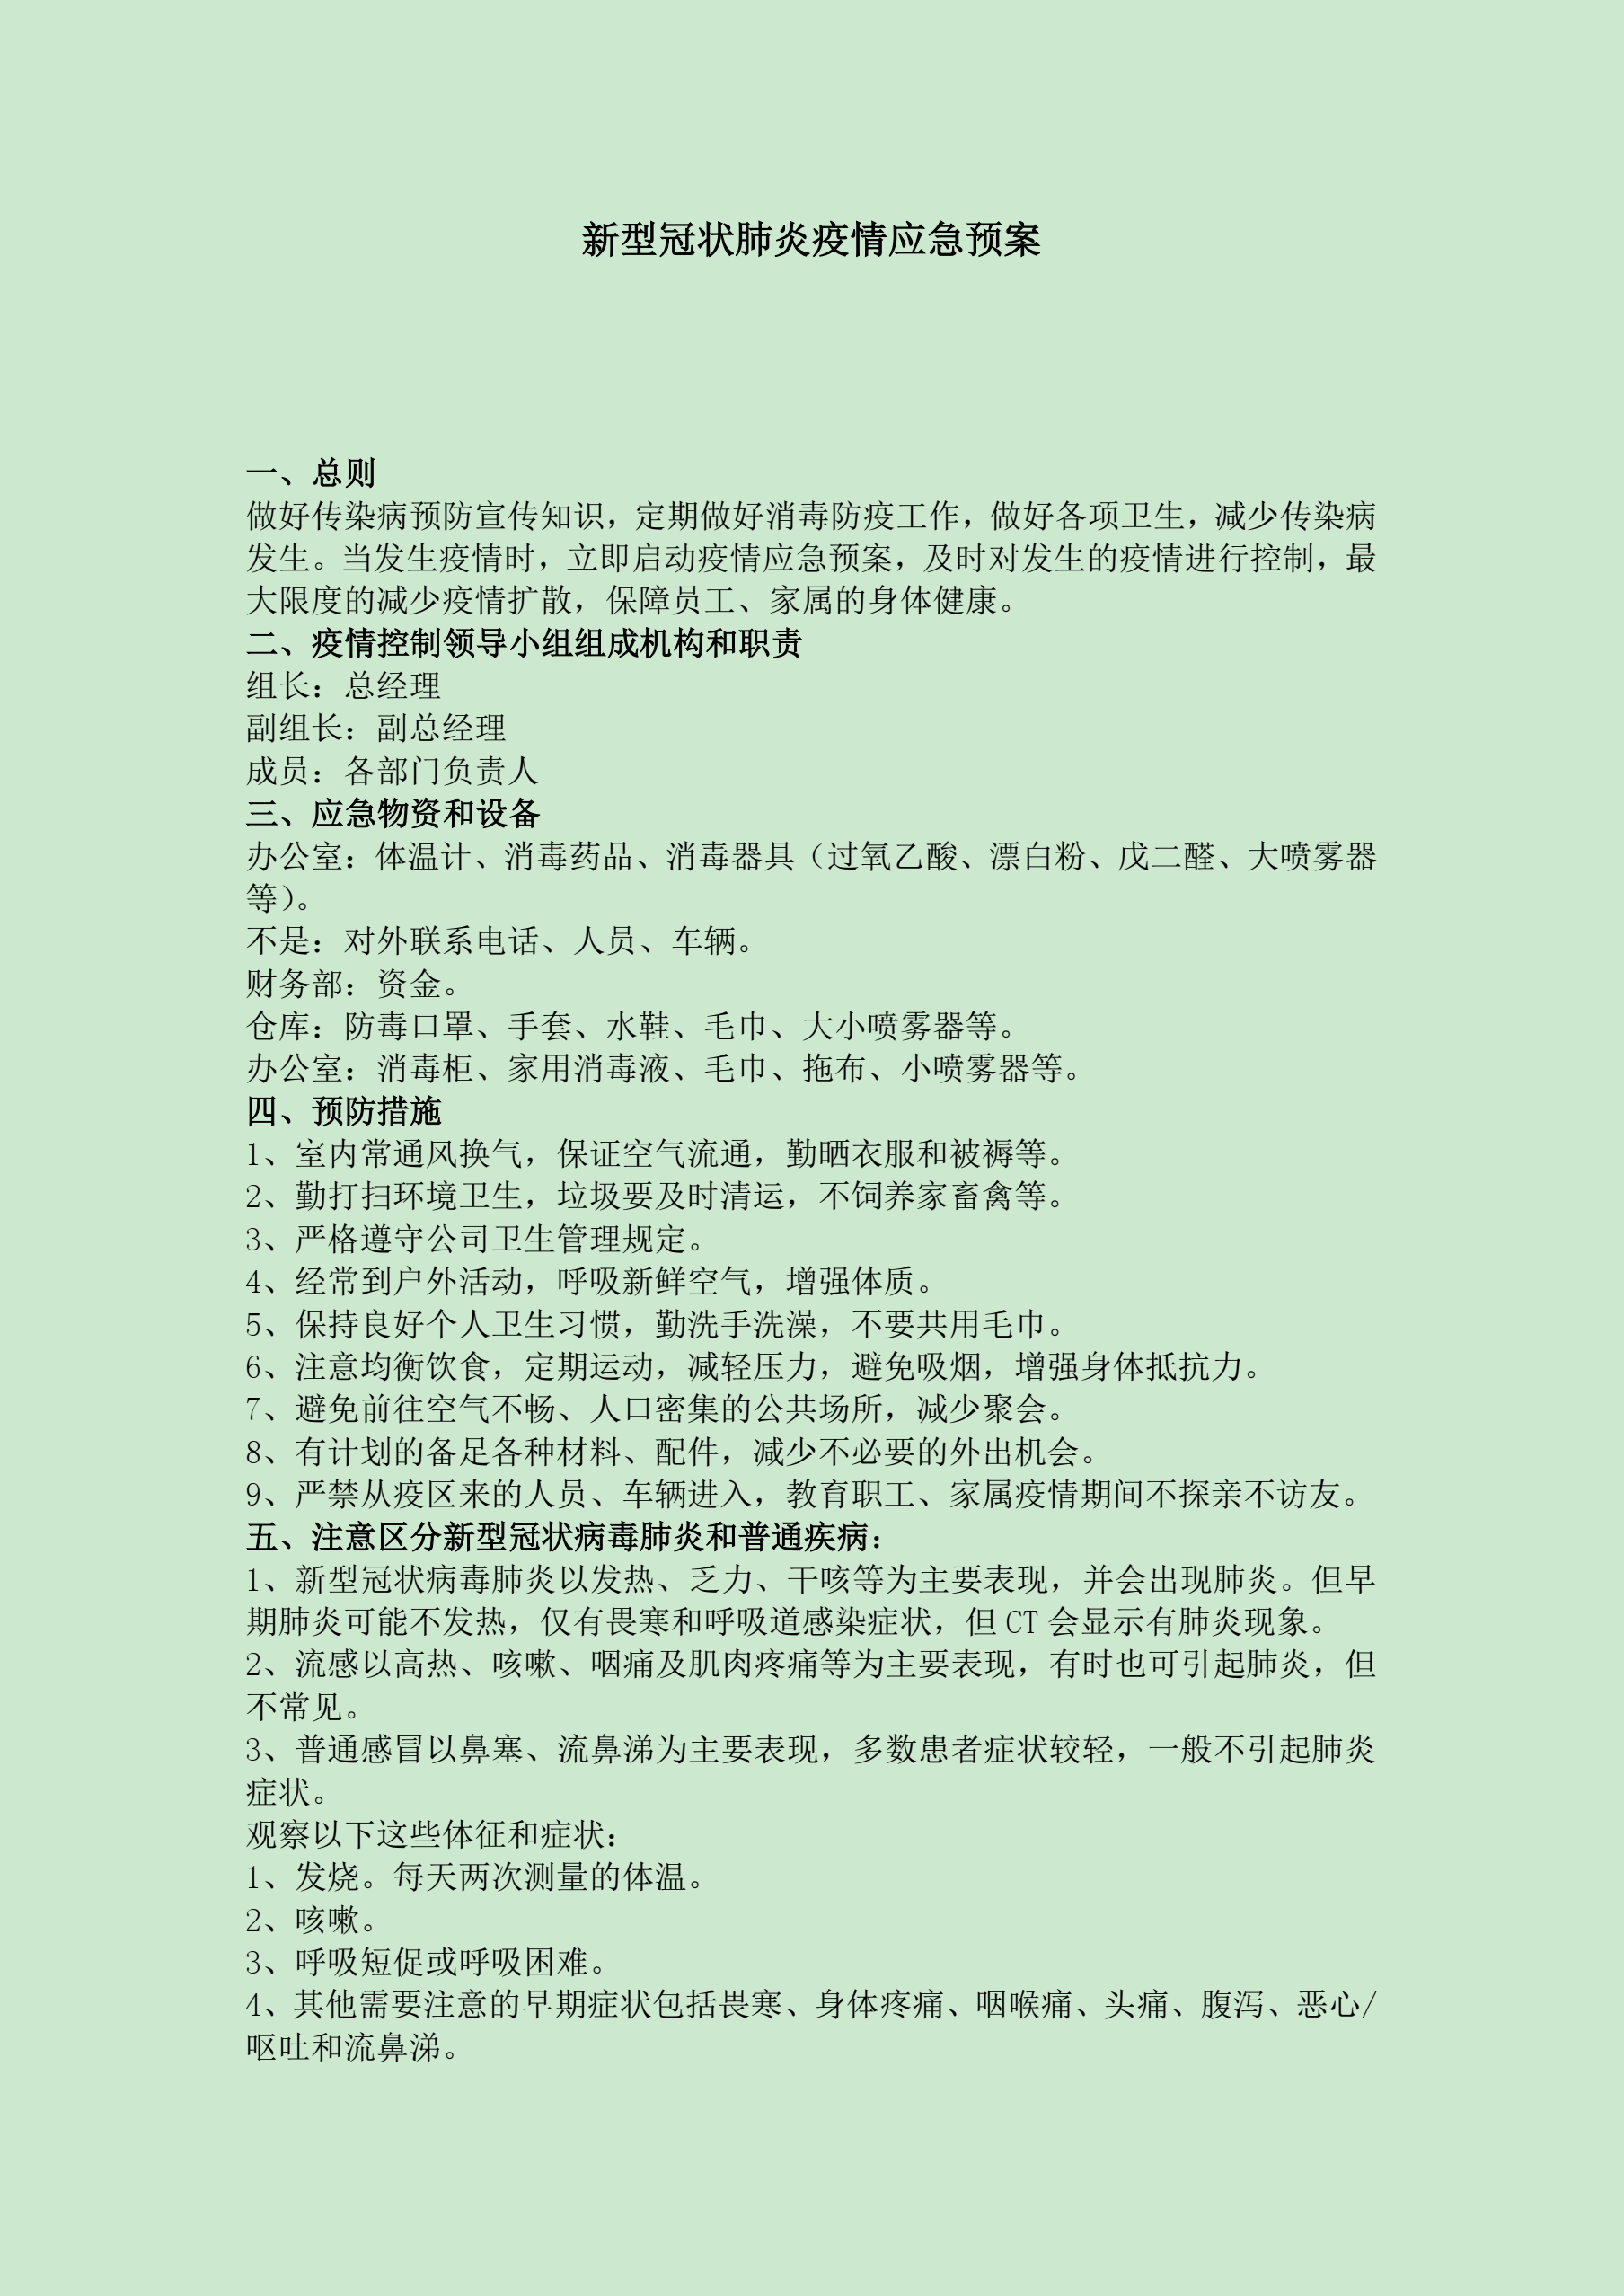 新型冠状肺炎疫情应急预案
一、总则
做好传染病预防宣传知识，定期做好消毒防疫工作，做好各项卫生，减少传染病
发生。当发生疫情时，立即启动疫情应急预案，及时对发生的疫情进行控制，最
大限度的减少疫情扩散，保障员工、家属的身体健康。
二、疫情控制领导小组组成机构和职责
组长：总经理
副组长：副总经理
成员：各部门负责人
三、应急物资和设备
办公室：体温计、消毒药品、消毒器具（过氧乙酸、漂白粉、戊二醛、大喷雾器
等）。
不是：对外联系电话、人员、车辆。
财务部：资金。
仓库：防毒口罩、手套、水鞋、毛巾、大小喷雾器等。
办公室：消毒柜、家用消毒液、毛巾、拖布、小喷雾器等。
四、预防措施
1、室内常通风换气，保证空气流通，勤晒衣服和被褥等。
2、勤打扫环境卫生，垃圾要及时清运，不饲养家畜禽等。
3、严格遵守公司卫生管理规定。
4、经常到户外活动，呼吸新鲜空气，增强体质。
5、保持良好个人卫生习惯，勤洗手洗澡，不要共用毛巾。
6、注意均衡饮食，定期运动，减轻压力，避免吸烟，增强身体抵抗力。
7、避免前往空气不畅、人口密集的公共场所，减少聚会。
8、有计划的备足各种材料、配件，减少不必要的外出机会。
9、严禁从疫区来的人员、车辆进入，教育职工、家属疫情期间不探亲不访友。
五、注意区分新型冠状病毒肺炎和普通疾病：
1、新型冠状病毒肺炎以发热、乏力、干咳等为主要表现，并会出现肺炎。但早
期肺炎可能不发热，仅有畏寒和呼吸道感染症状，但 CT 会显示有肺炎现象。
2、流感以高热、咳嗽、咽痛及肌肉疼痛等为主要表现，有时也可引起肺炎，但
不常见。
3、普通感冒以鼻塞、流鼻涕为主要表现，多数患者症状较轻，一般不引起肺炎
症状。
观察以下这些体征和症状：
1、发烧。每天两次测量的体温。
2、咳嗽。
3、呼吸短促或呼吸困难。
4、其他需要注意的早期症状包括畏寒、身体疼痛、咽喉痛、头痛、腹泻、恶心/
呕吐和流鼻涕。